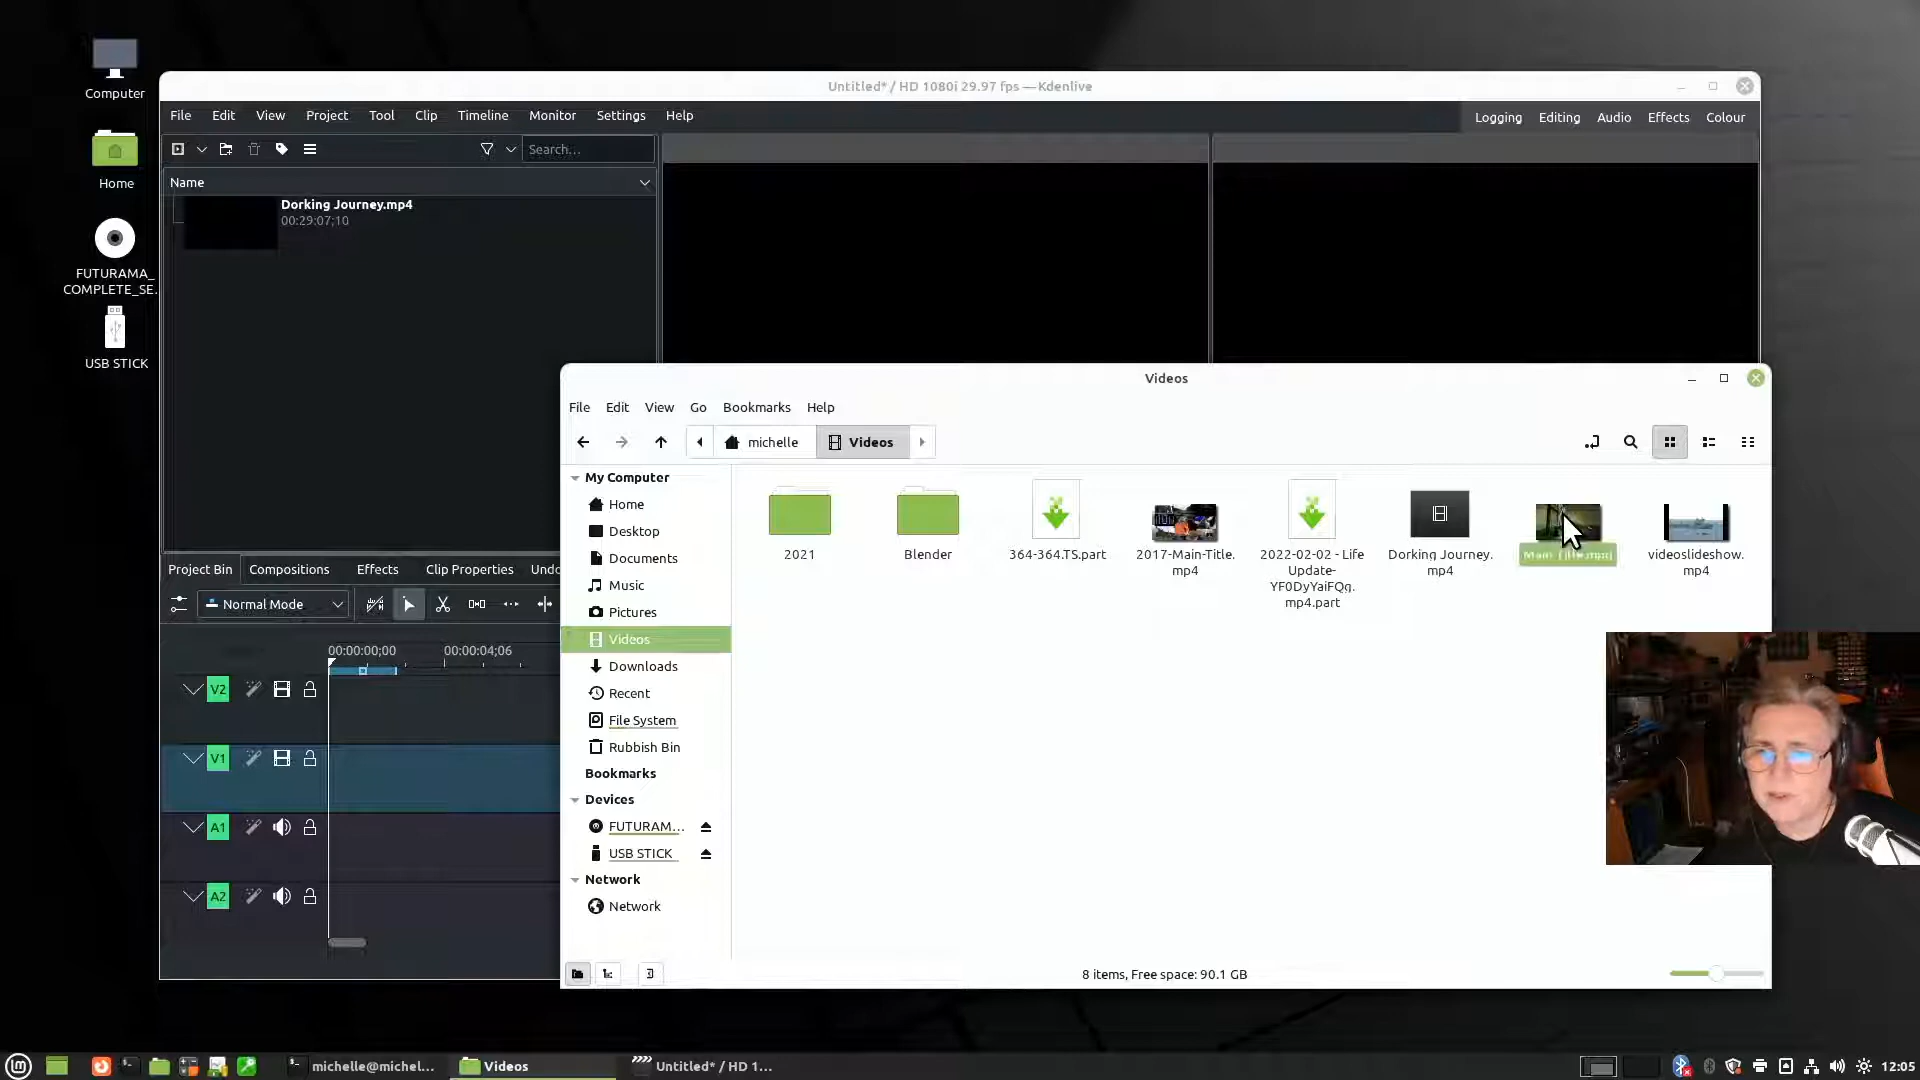 Computer
Home
FUTURAMA_
COMPLETE_SE.
USB STICK
Untitled* / HD 1080i 29.97 fps — Kdenlive
File Edit View Project Tool Clip Timeline Monitor Settings Help
Logging Editing Audio Effects Colour
Search...
Name
Dorking Journey.mp4
00:29:07;10
Project Bin Compositions Effects Clip Properties Undo
Normal Mode
00:00:00;00 00:00:04;06
V2
V1
A1
A2
Videos
File Edit View Go Bookmarks Help
michelle Videos
My Computer
Home
Desktop
Documents
Music
Pictures
Videos
Downloads
Recent
File System
Rubbish Bin
Bookmarks
Devices
FUTURAM...
USB STICK
Network
Network
2021
Blender
364-364.TS.part
2017-Main-Title.
mp4
2022-02-02 - Life
Update-
YF0DyYaiFQg.
mp4.part
Dorking Journey.
mp4
Main Title.mp4
videoslideshow.
mp4
8 items, Free space: 90.1 GB
michelle@michel...
Videos
Untitled* / HD 1...
12:05